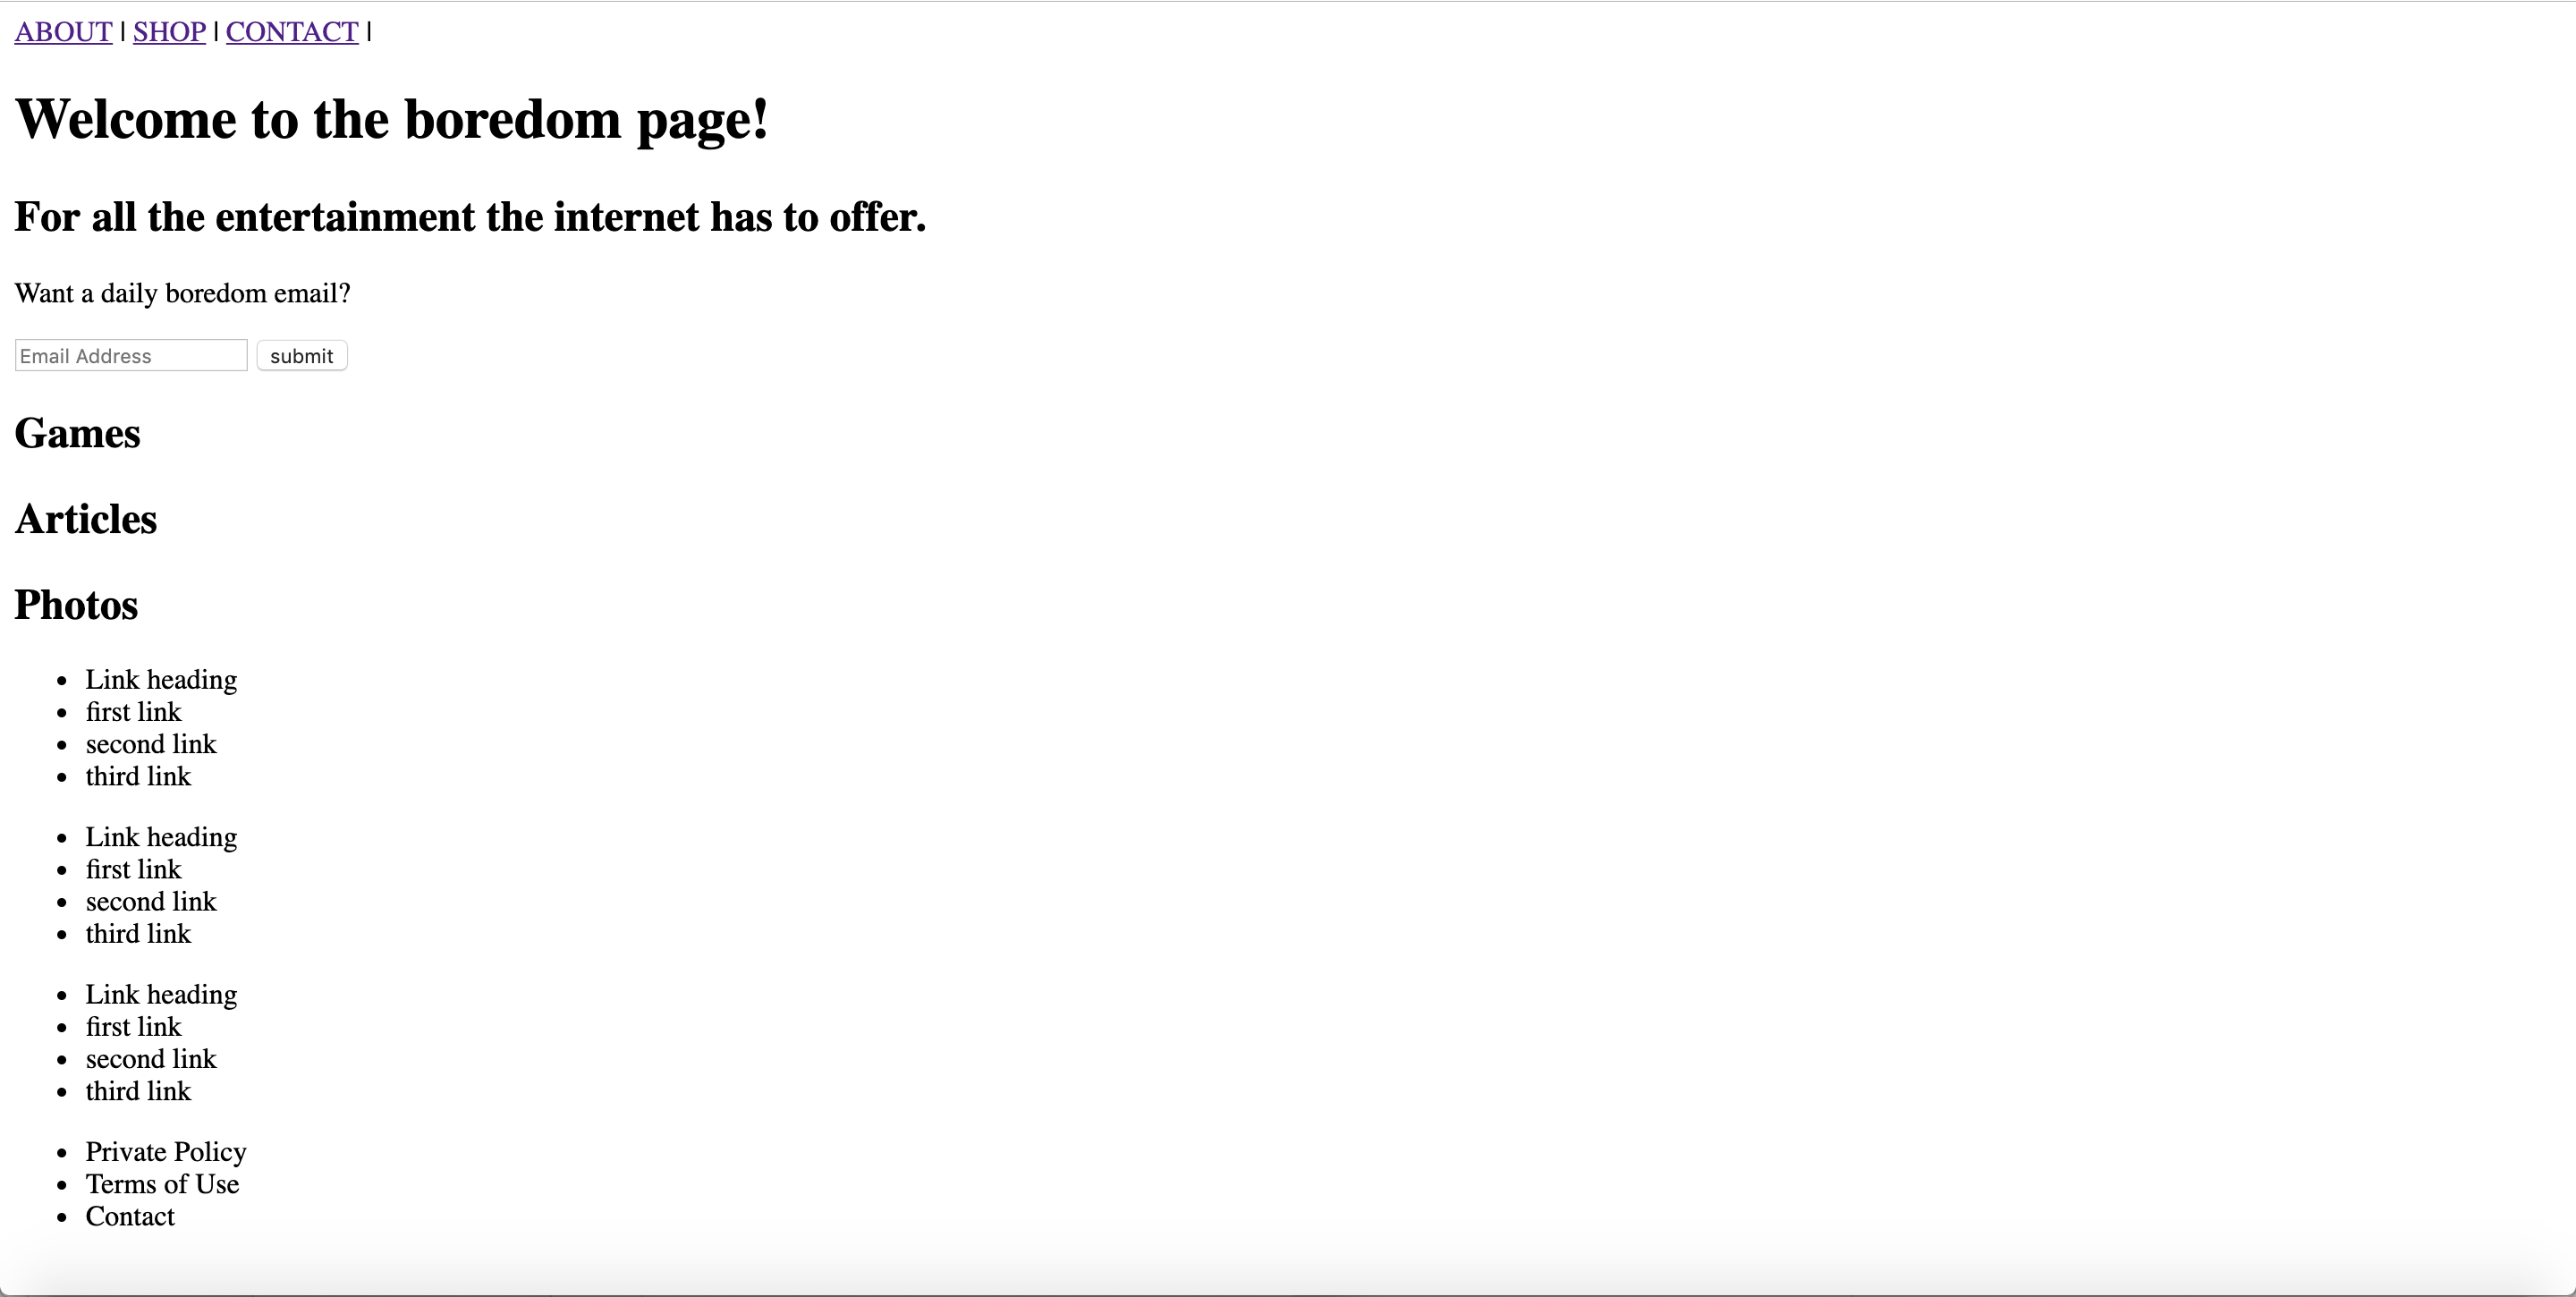 ABOUT | SHOP | CONTACT |
Welcome to the boredom page!
For all the entertainment the internet has to offer.
Want a daily boredom email?
Email Address submit
Games
Articles
Photos
• Link heading
• first link
• second link
• third link
• Link heading
• first link
• second link
• third link
• Link heading
• first link
• second link
• third link
• Private Policy
• Terms of Use
• Contact